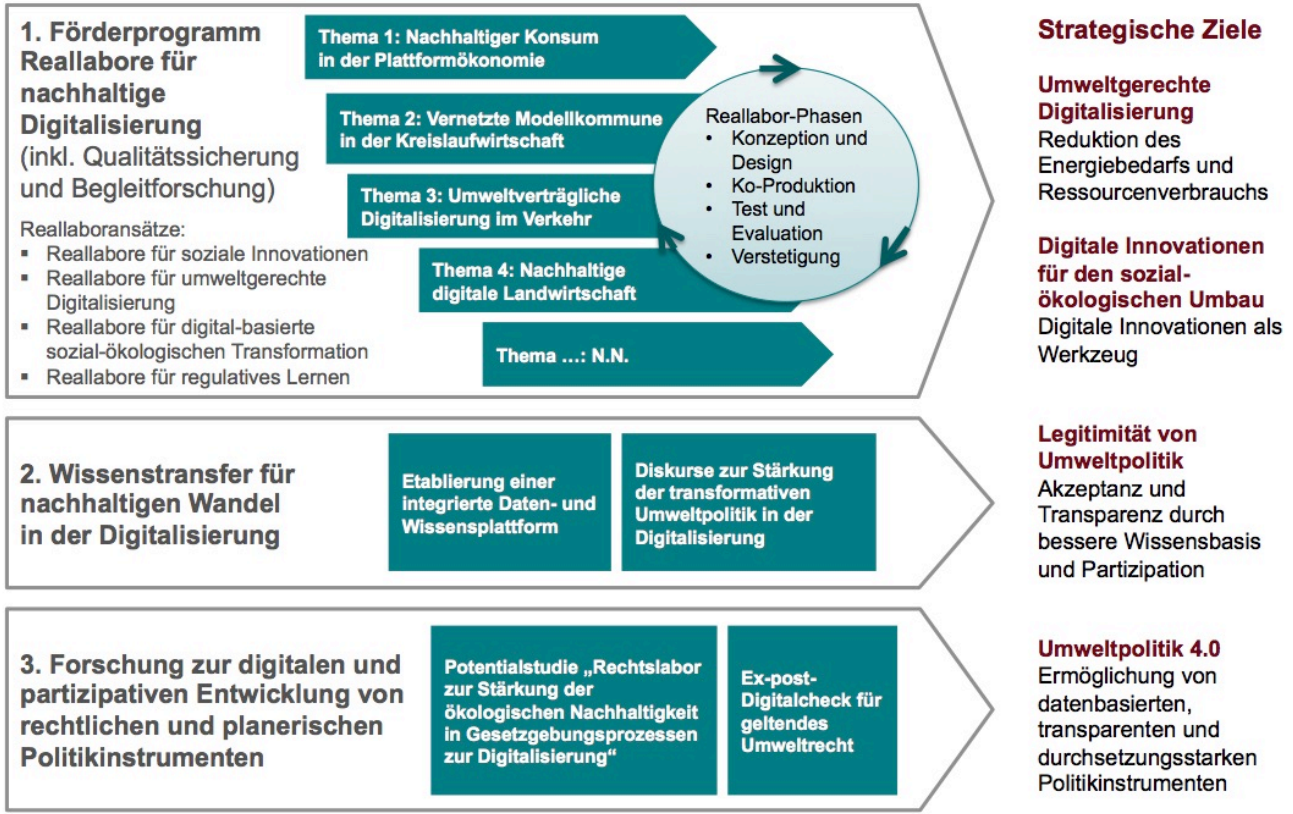 1. Förderprogramm
Reallabore für
nachhaltige
Digitalisierung
(inkl. Qualitätssicherung
und Begleitforschung)
Reallaboransätze:
▪ Reallabore für soziale Innovationen
▪ Reallabore für umweltgerechte
Digitalisierung
▪ Reallabore für digital-basierte
sozial-ökologischen Transformation
▪ Reallabore für regulatives Lernen
Thema 1: Nachhaltiger Konsum
in der Plattformökonomie
Thema 2: Vernetzte Modellkommune
in der Kreislaufwirtschaft
Thema 3: Umweltverträgliche
Digitalisierung im Verkehr
Thema 4: Nachhaltige
digitale Landwirtschaft
Thema ...: N.N.
Reallabor-Phasen
• Konzeption und
Design
• Ko-Produktion
• Test und
Evaluation
• Verstetigung
Strategische Ziele
Umweltgerechte
Digitalisierung
Reduktion des
Energiebedarfs und
Ressourcenverbrauchs
Digitale Innovationen
für den sozial-
ökologischen Umbau
Digitale Innovationen als
Werkzeug
2. Wissenstransfer für
nachhaltigen Wandel
in der Digitalisierung
Etablierung einer
integrierte Daten- und
Wissensplattform
Diskurse zur Stärkung
der transformativen
Umweltpolitik in der
Digitalisierung
Legitimität von
Umweltpolitik
Akzeptanz und
Transparenz durch
bessere Wissensbasis
und Partizipation
3. Forschung zur digitalen und
partizipativen Entwicklung von
rechtlichen und planerischen
Politikinstrumenten
Potentialstudie „Rechtslabor
zur Stärkung der
ökologischen Nachhaltigkeit
in Gesetzgebungsprozessen
zur Digitalisierung“
Ex-post-
Digitalcheck für
geltendes
Umweltrecht
Umweltpolitik 4.0
Ermöglichung von
datenbasierten,
transparenten und
durchsetzungsstarken
Politikinstrumenten